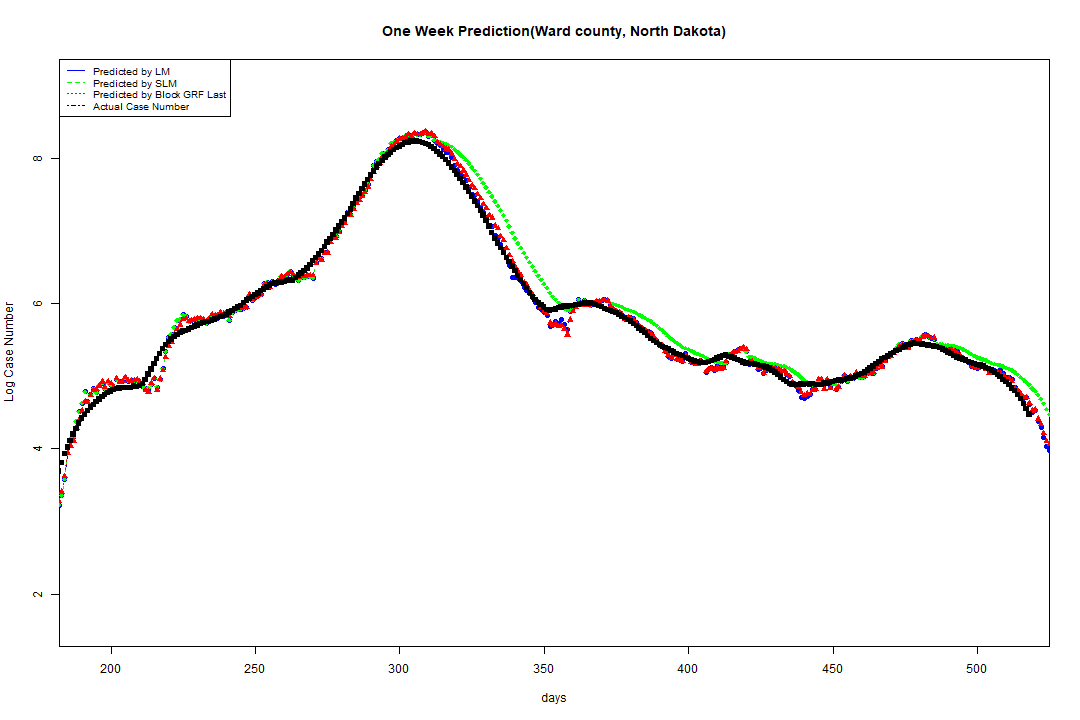 One Week Prediction(Ward county, North Dakota)
Predicted by LM
Predicted by SLM
Predicted by Block GRF Last
Actual Case Number
8
6
4
2
Log Case Number
200 250 300 350 400 450 500
days